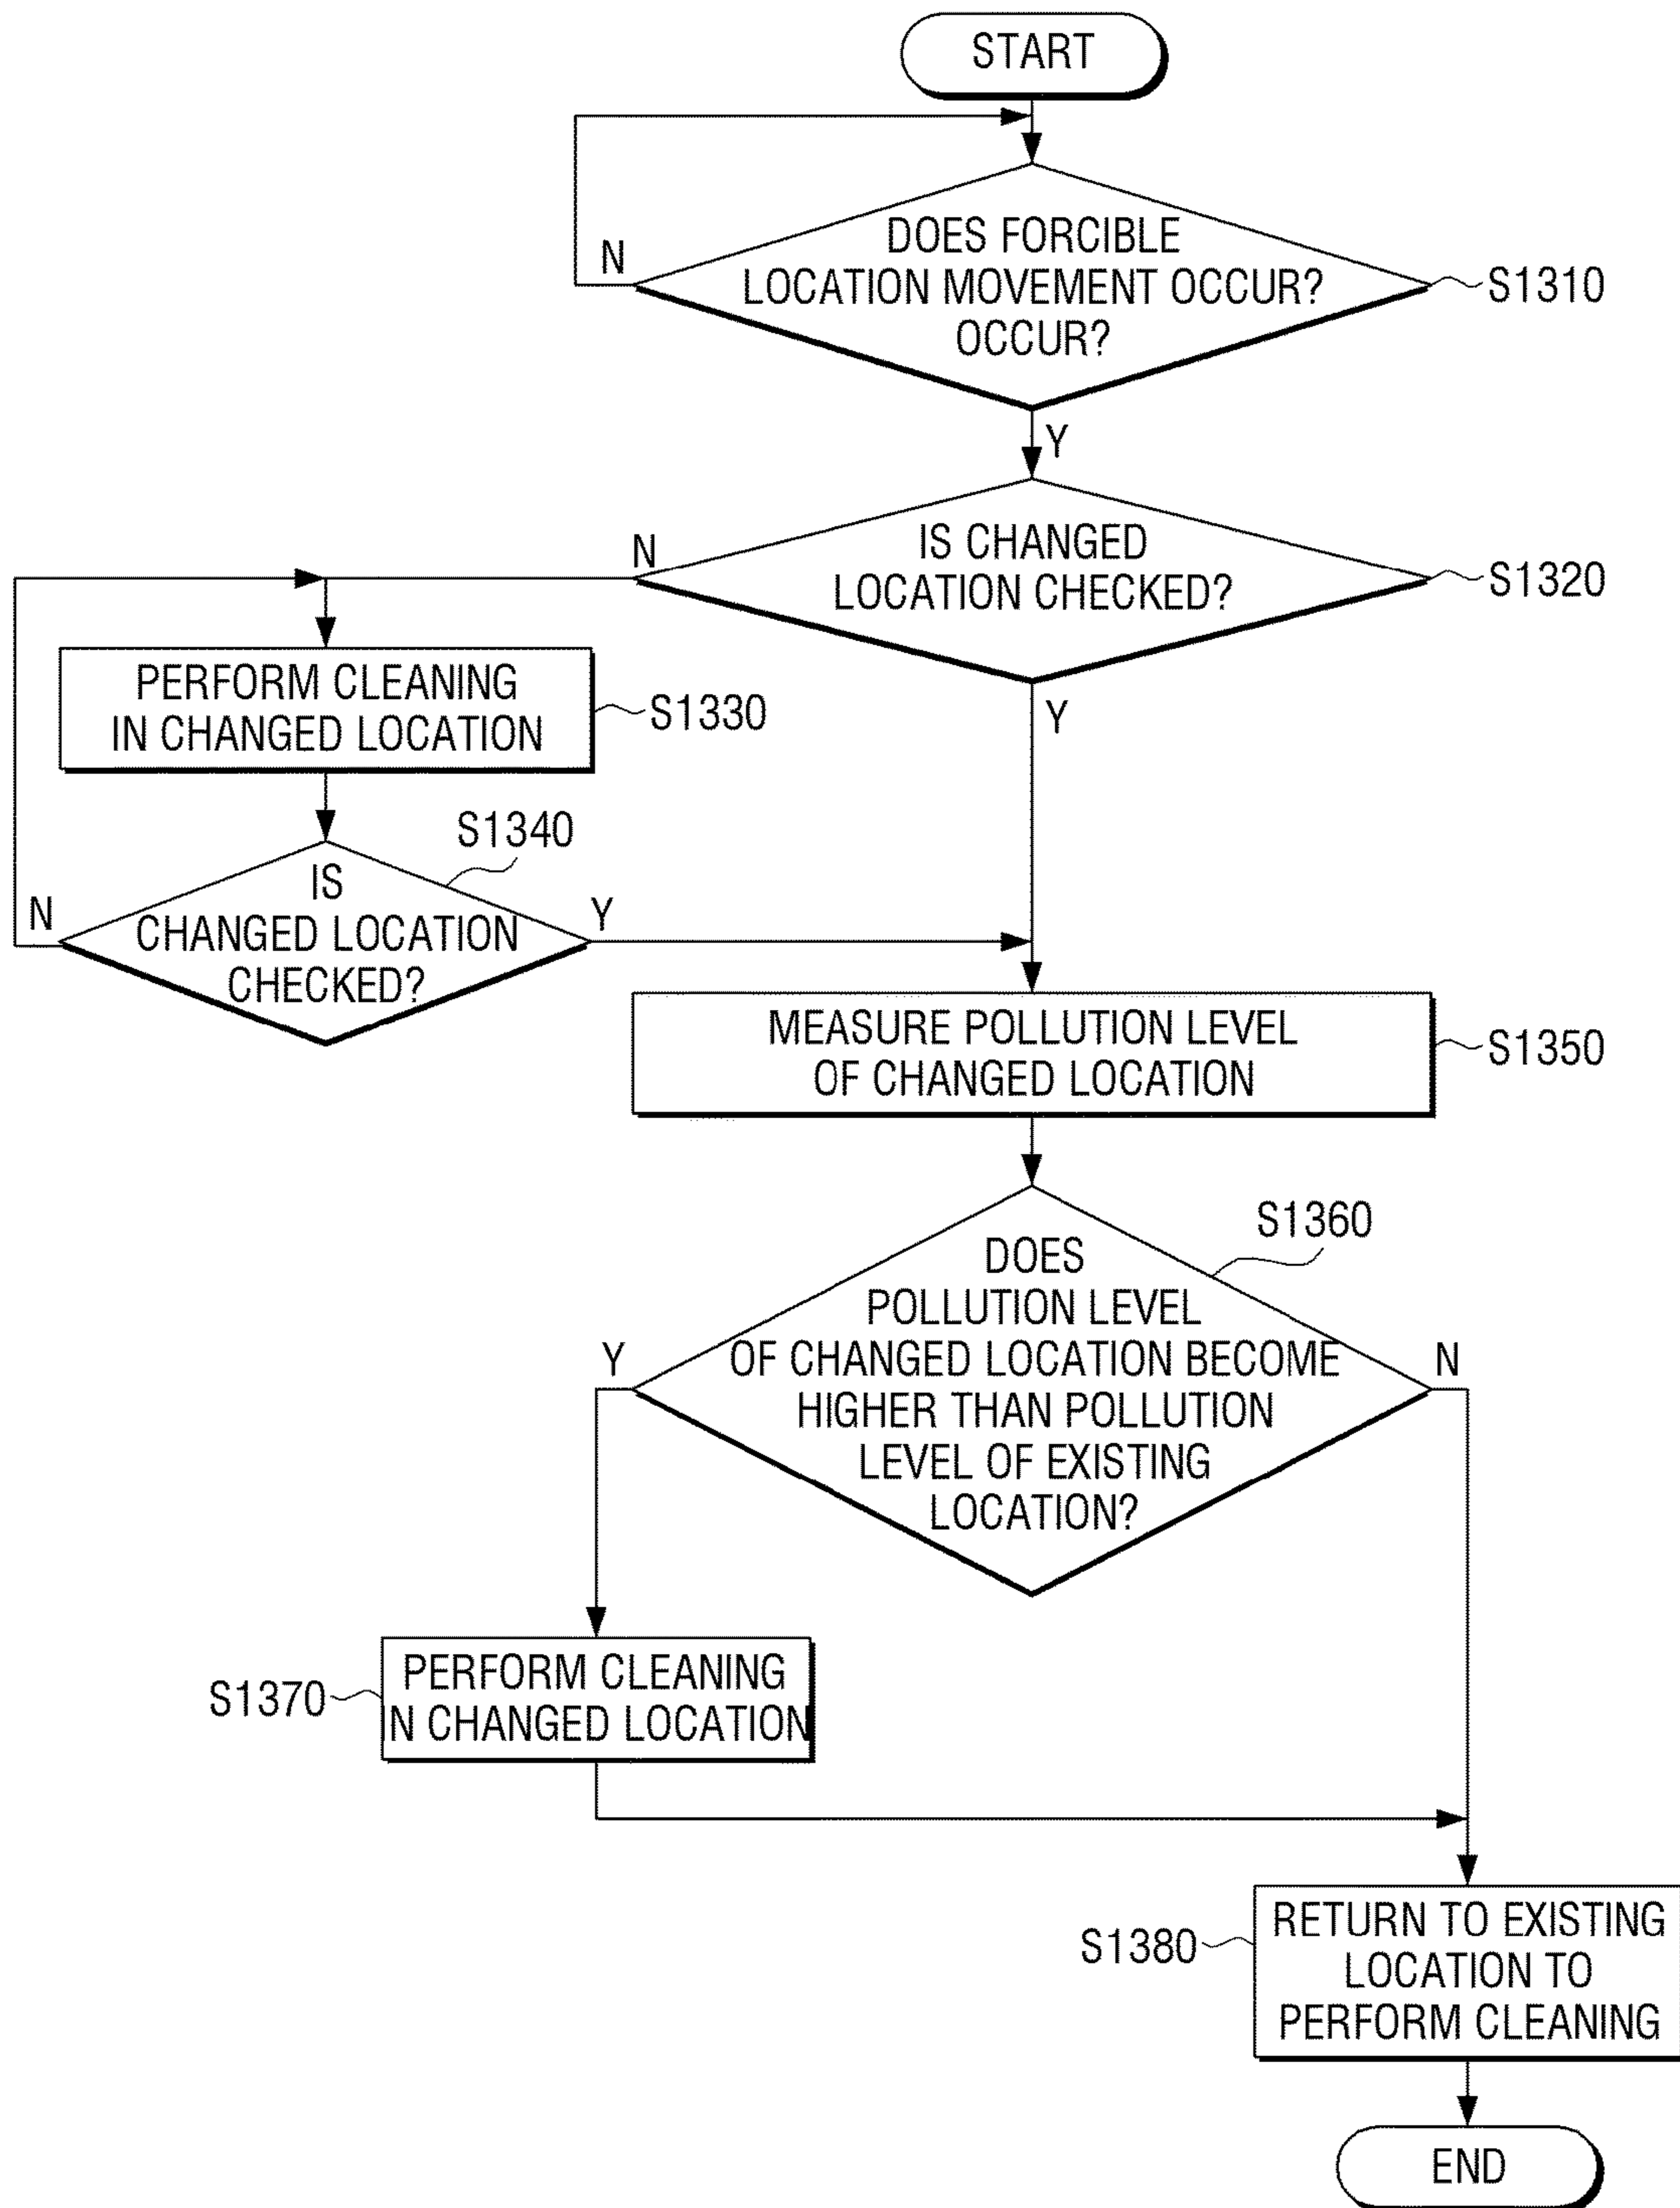 START
N
DOES FORCIBLE
LOCATION MOVEMENT OCCUR?
OCCUR?
S1310
Y
N
IS CHANGED
LOCATION CHECKED?
S1320
PERFORM CLEANING
IN CHANGED LOCATION
S1330
Y
S1340
N
IS
CHANGED LOCATION
CHECKED?
Y
MEASURE POLLUTION LEVEL
OF CHANGED LOCATION
S1350
S1360
Y
DOES
POLLUTION LEVEL
OF CHANGED LOCATION BECOME
HIGHER THAN POLLUTION
LEVEL OF EXISTING
LOCATION?
N
S1370
PERFORM CLEANING
IN CHANGED LOCATION
S1380
RETURN TO EXISTING
LOCATION TO
PERFORM CLEANING
END